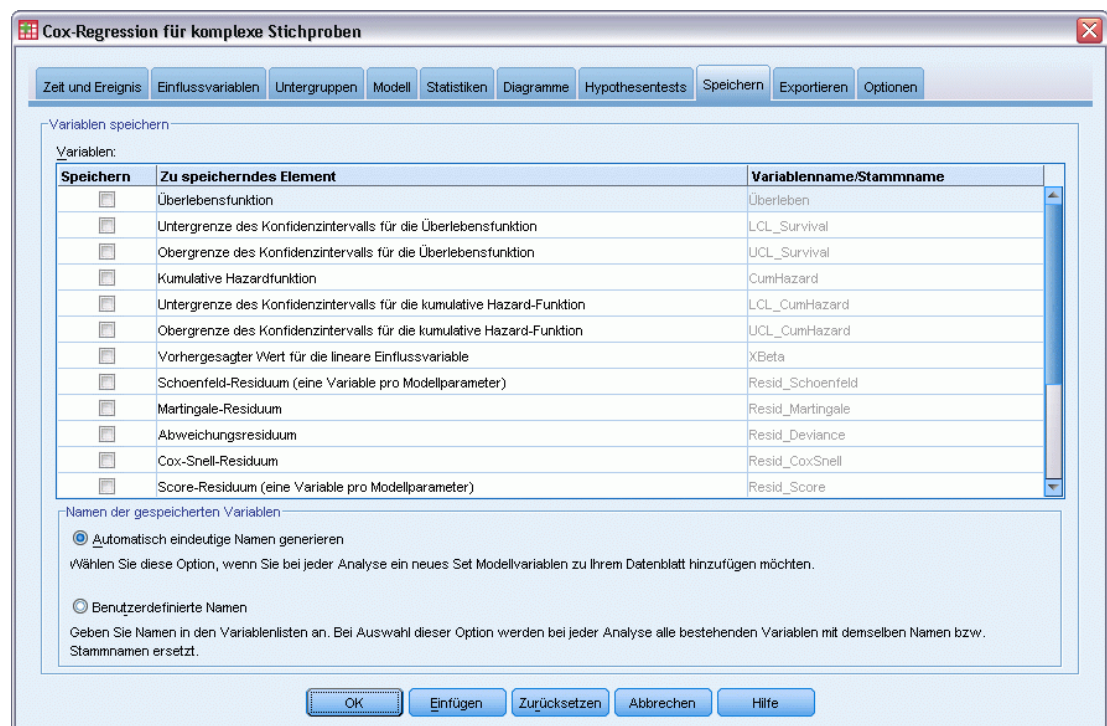 Cox-Regression für komplexe Stichproben
Zeit und Ereignis Einflussvariablen Untergruppen Modell Statistiken Diagramme Hypothesentests Speichern Exportieren Optionen
Variablen speichern
Variablen:
Speichern Zu speicherndes Element Variablenname/Stammname
Überlebensfunktion Überleben
Untergrenze des Konfidenzintervalls für die Überlebensfunktion LCL_Survival
Obergrenze des Konfidenzintervalls für die Überlebensfunktion UCL_Survival
Kumulative Hazardfunktion CumHazard
Untergrenze des Konfidenzintervalls für die kumulative Hazard-Funktion LCL_CumHazard
Obergrenze des Konfidenzintervalls für die kumulative Hazard-Funktion UCL_CumHazard
Vorhergesagter Wert für die lineare Einflussvariable XBeta
Schoenfeld-Residuum (eine Variable pro Modellparameter) Resid_Schoenfeld
Martingale-Residuum Resid_Martingale
Abweichungsresiduum Resid_Deviance
Cox-Snell-Residuum Resid_CoxSnell
Score-Residuum (eine Variable pro Modellparameter) Resid_Score
Namen der gespeicherten Variablen
Automatisch eindeutige Namen generieren
Wählen Sie diese Option, wenn Sie bei jeder Analyse ein neues Set Modellvariablen zu Ihrem Datenblatt hinzufügen möchten.
Benutzerdefinierte Namen
Geben Sie Namen in den Variablenlisten an. Bei Auswahl dieser Option werden bei jeder Analyse alle bestehenden Variablen mit demselben Namen bzw.
Stammnamen ersetzt.
OK Einfügen Zurücksetzen Abbrechen Hilfe